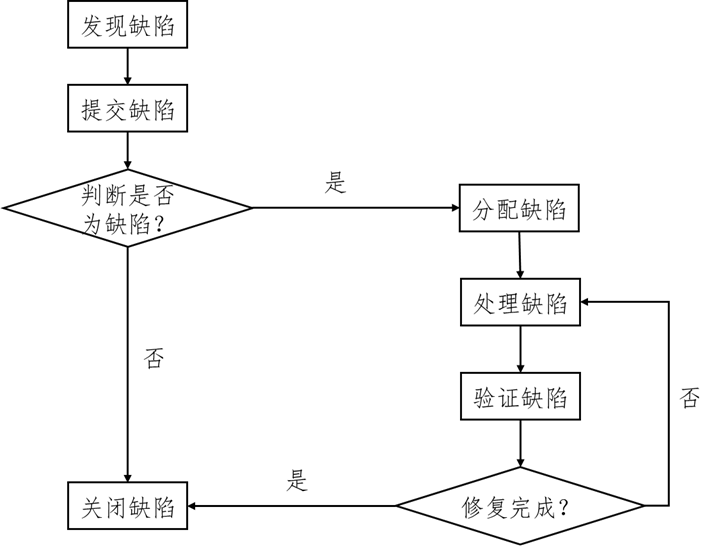 发现缺陷
提交缺陷
判断是否
为缺陷？
是
分配缺陷
处理缺陷
否
验证缺陷
否
是
关闭缺陷
修复完成？